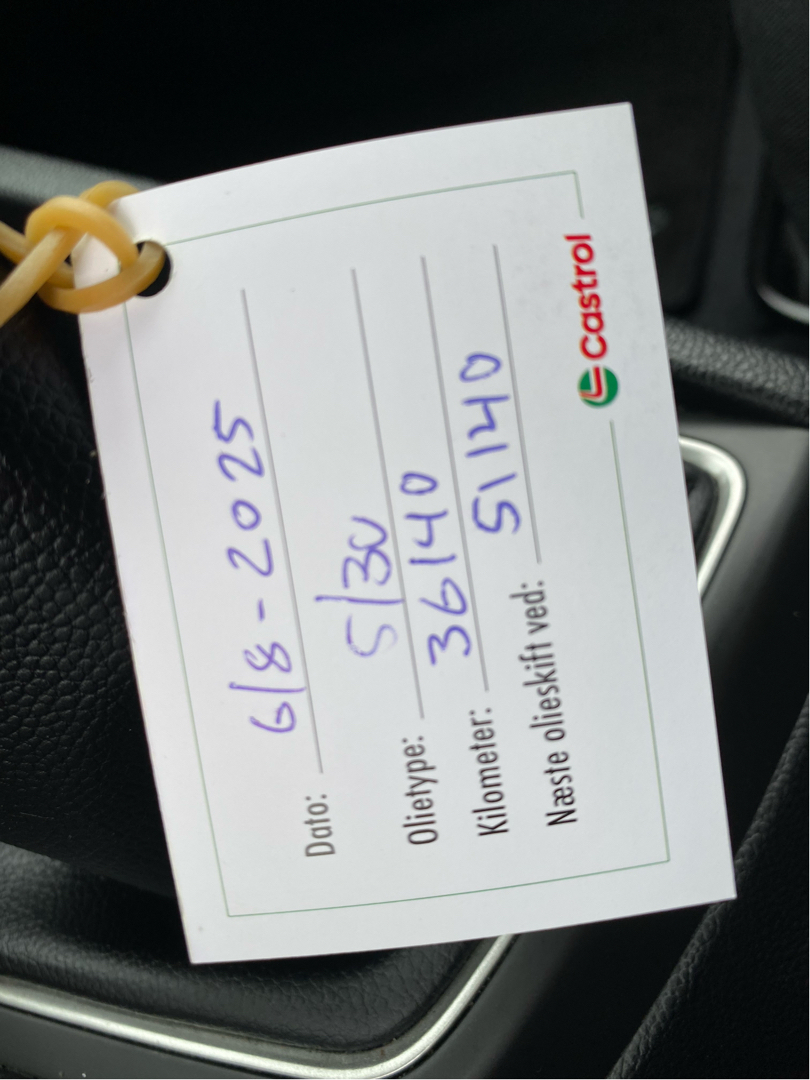 Dato: 6/8-2025
Olietype: 5/30
Kilometer: 36140
Næste olieskift ved: 51140
Castrol